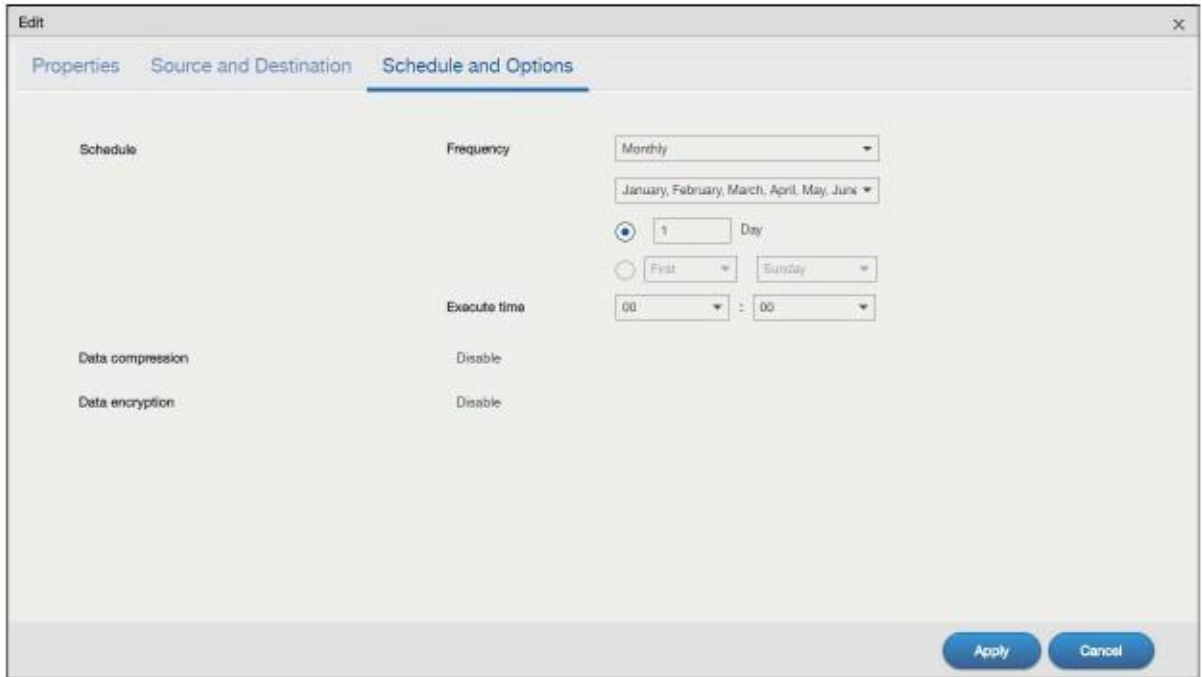 Edit
Properties Source and Destination Schedule and Options
Schedule Frequency Monthly
January, February, March, April, May, June
1 Day
First Sunday
Execute time 00 : 00
Data compression Disable
Data encryption Disable
Apply Cancel